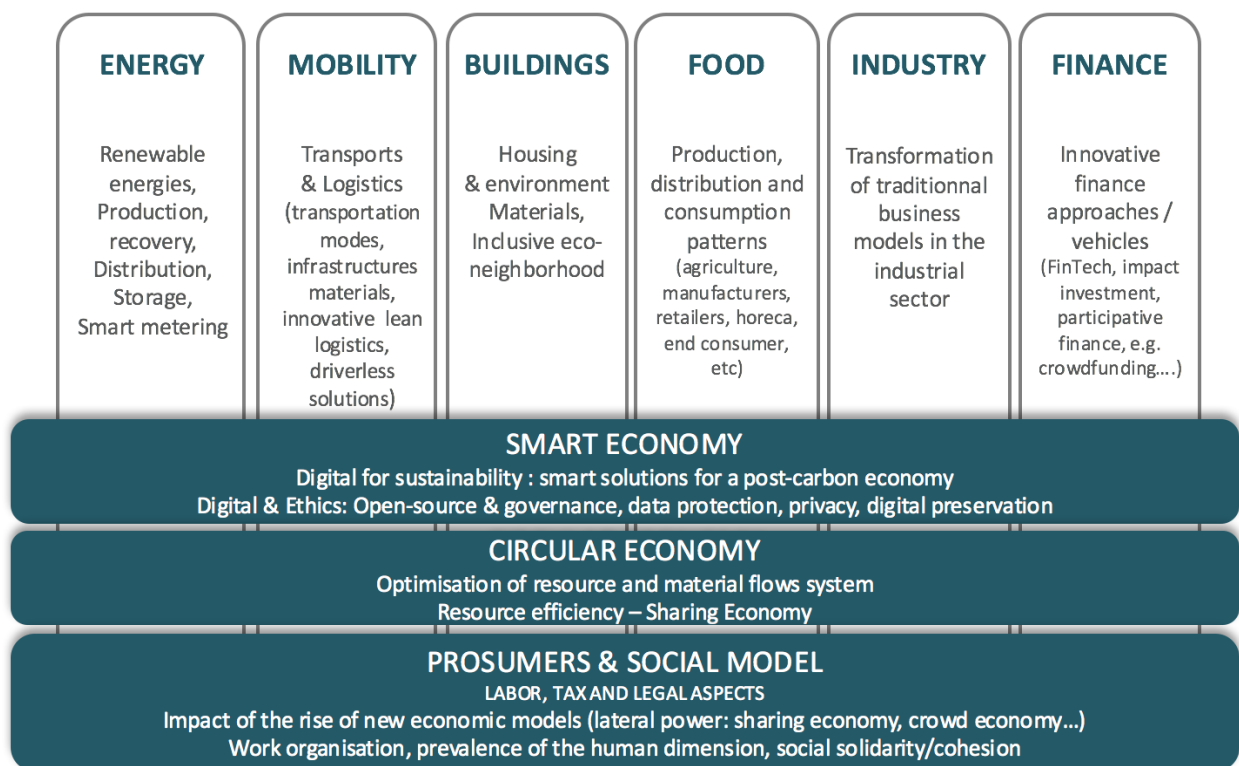 ENERGY
Renewable
energies,
Production,
recovery,
Distribution,
Storage,
Smart metering
MOBILITY
Transports
& Logistics
(transportation
modes,
infrastructures
materials,
innovative lean
logistics,
driverless
solutions)
BUILDINGS
Housing
& environment
Materials,
Inclusive eco-
neighborhood
FOOD
Production,
distribution and
consumption
patterns
(agriculture,
manufacturers,
retailers, horeca,
end consumer,
etc)
INDUSTRY
Transformation
of traditionnal
business
models in the
industrial
sector
FINANCE
Innovative
finance
approaches /
vehicles
(FinTech, impact
investment,
participative
finance, e.g.
crowdfunding....)
SMART ECONOMY
Digital for sustainability : smart solutions for a post-carbon economy
Digital & Ethics: Open-source & governance, data protection, privacy, digital preservation
CIRCULAR ECONOMY
Optimisation of resource and material flows system
Resource efficiency – Sharing Economy
PROSUMERS & SOCIAL MODEL
LABOR, TAX AND LEGAL ASPECTS
Impact of the rise of new economic models (lateral power: sharing economy, crowd economy...)
Work organisation, prevalence of the human dimension, social solidarity/cohesion